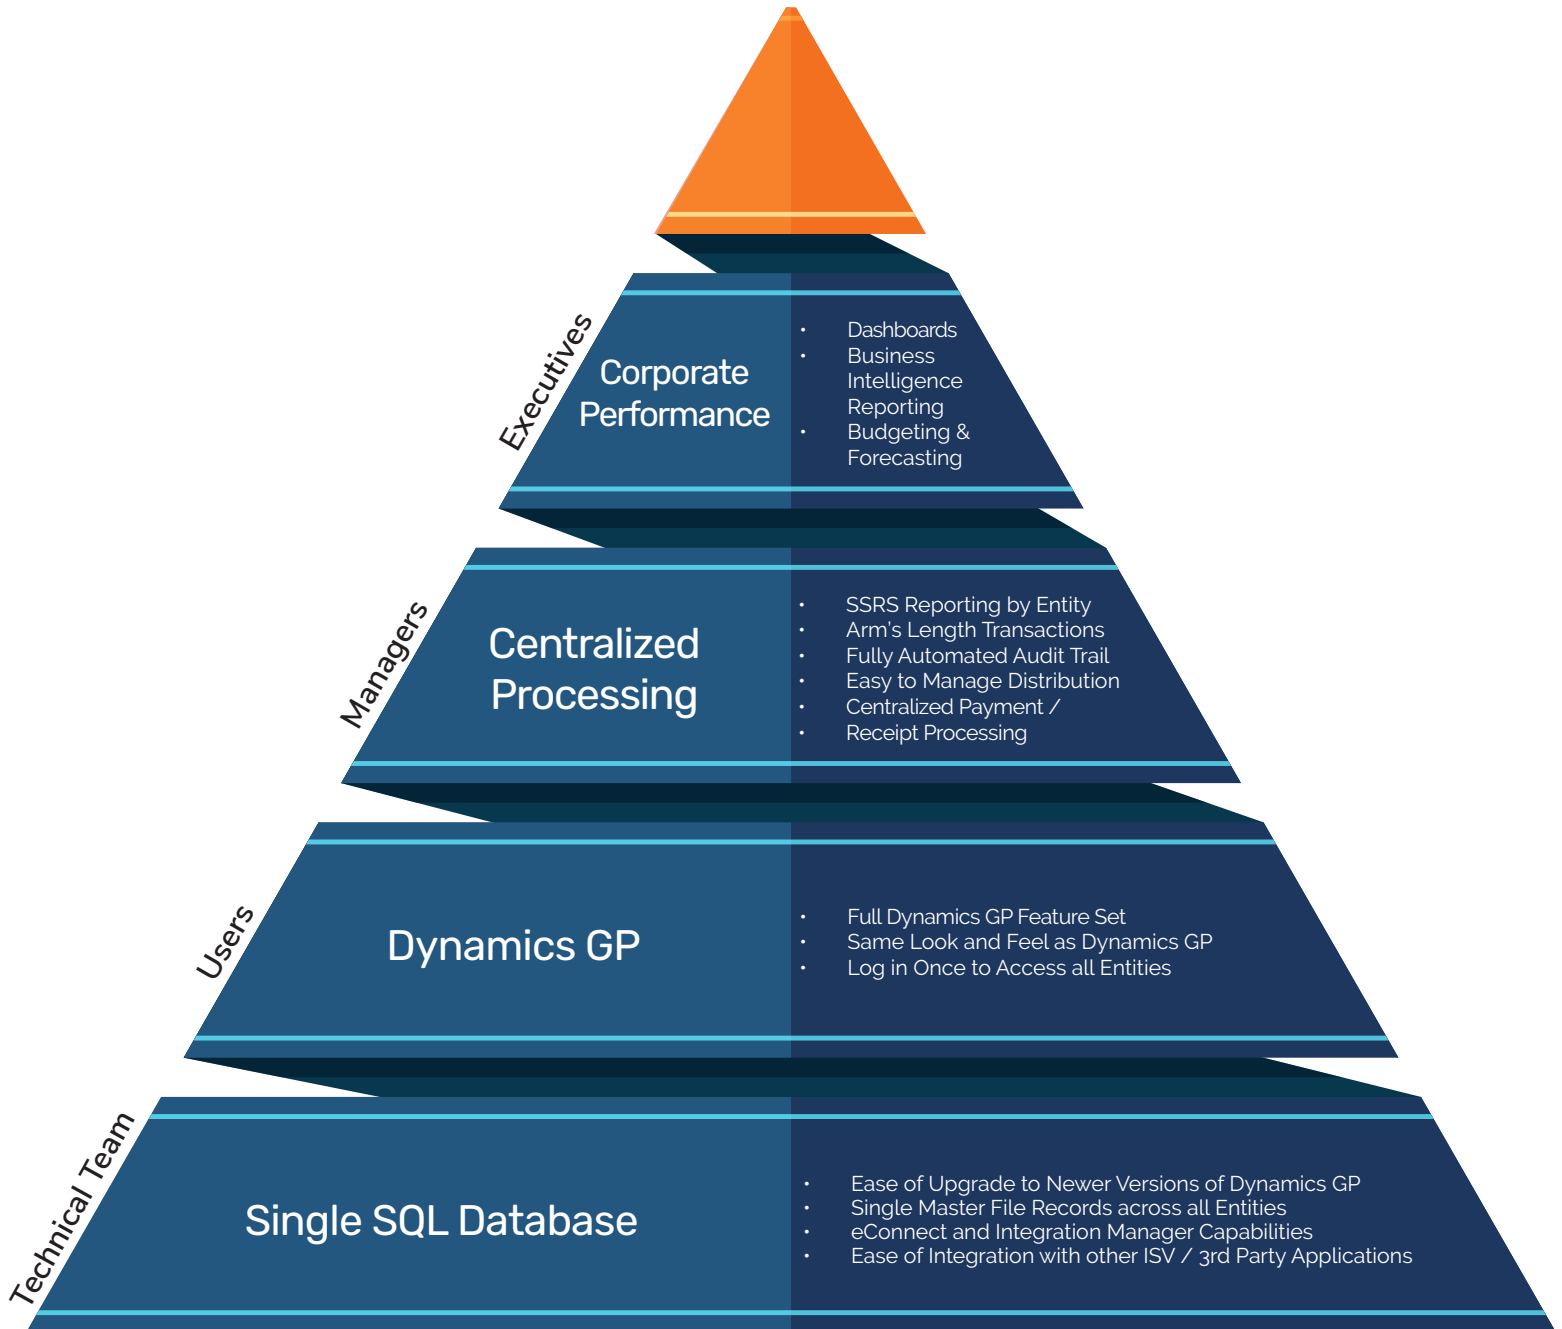 Executives
Corporate
Performance
• Dashboards
• Business
Intelligence
Reporting
• Budgeting &
Forecasting
Managers
Centralized
Processing
• SSRS Reporting by Entity
• Arm's Length Transactions
• Fully Automated Audit Trail
• Easy to Manage Distribution
• Centralized Payment /
• Receipt Processing
Users
Dynamics GP
• Full Dynamics GP Feature Set
• Same Look and Feel as Dynamics GP
• Log in Once to Access all Entities
Technical Team
Single SQL Database
• Ease of Upgrade to Newer Versions of Dynamics GP
• Single Master File Records across all Entities
• eConnect and Integration Manager Capabilities
• Ease of Integration with other ISV / 3rd Party Applications